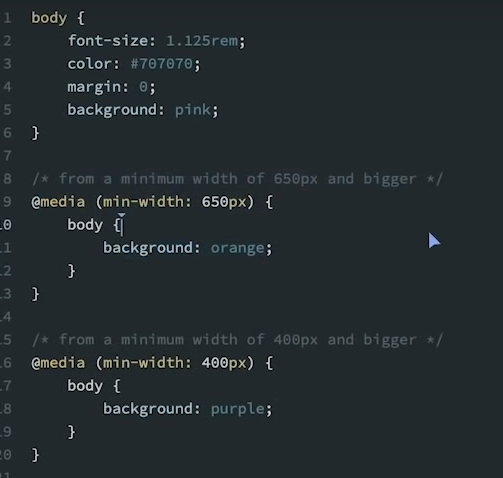 1 body {
2 font-size: 1.125rem;
3 color: #707070;
4 margin: 0;
5 background: pink;
6 }
7
8 /* from a minimum width of 650px and bigger */
9 @media (min-width: 650px) {
10 body {
11 background: orange;
12 }
13 }
14
15 /* from a minimum width of 400px and bigger */
16 @media (min-width: 400px) {
17 body {
18 background: purple;
19 }
20 }